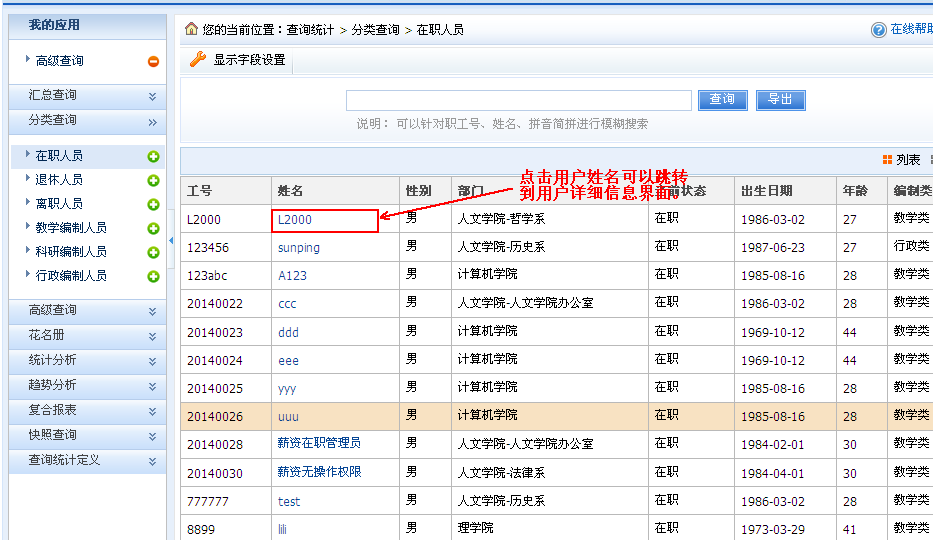 我的应用
高级查询
汇总查询
分类查询
在职人员
退休人员
离职人员
教学编制人员
科研编制人员
行政编制人员
高级查询
花名册
统计分析
趋势分析
复合报表
快照查询
查询统计定义
您的当前位置：查询统计 > 分类查询 > 在职人员
在线帮助
显示字段设置
查询 导出
说明： 可以针对职工号、姓名、拼音简拼进行模糊搜索
列表
点击用户姓名可以跳转
到用户详细信息界面。
工号 姓名 性别 部门 前状态 出生日期 年龄 编制类
L2000 L2000 男 人文学院-哲学系 在职 1986-03-02 27 教学类
123456 sunping 男 人文学院-历史系 在职 1987-06-23 27 行政类
123abc A123 男 计算机学院 在职 1985-08-16 28 教学类
20140022 ccc 男 人文学院-人文学院办公室 在职 1986-03-02 28 教学类
20140023 ddd 男 计算机学院 在职 1969-10-12 44 教学类
20140024 eee 男 计算机学院 在职 1969-10-12 44 教学类
20140025 yyy 男 计算机学院 在职 1985-08-16 28 教学类
20140026 uuu 男 计算机学院 在职 1985-08-16 28 教学类
20140028 薪资在职管理员 男 人文学院-人文学院办公室 在职 1984-02-01 30 教学类
20140030 薪资无操作权限 男 人文学院-法律系 在职 1984-04-01 30 教学类
777777 test 男 人文学院-历史系 在职 1986-03-02 28 教学类
8899 lili 男 理学院 在职 1973-03-29 41 教学类